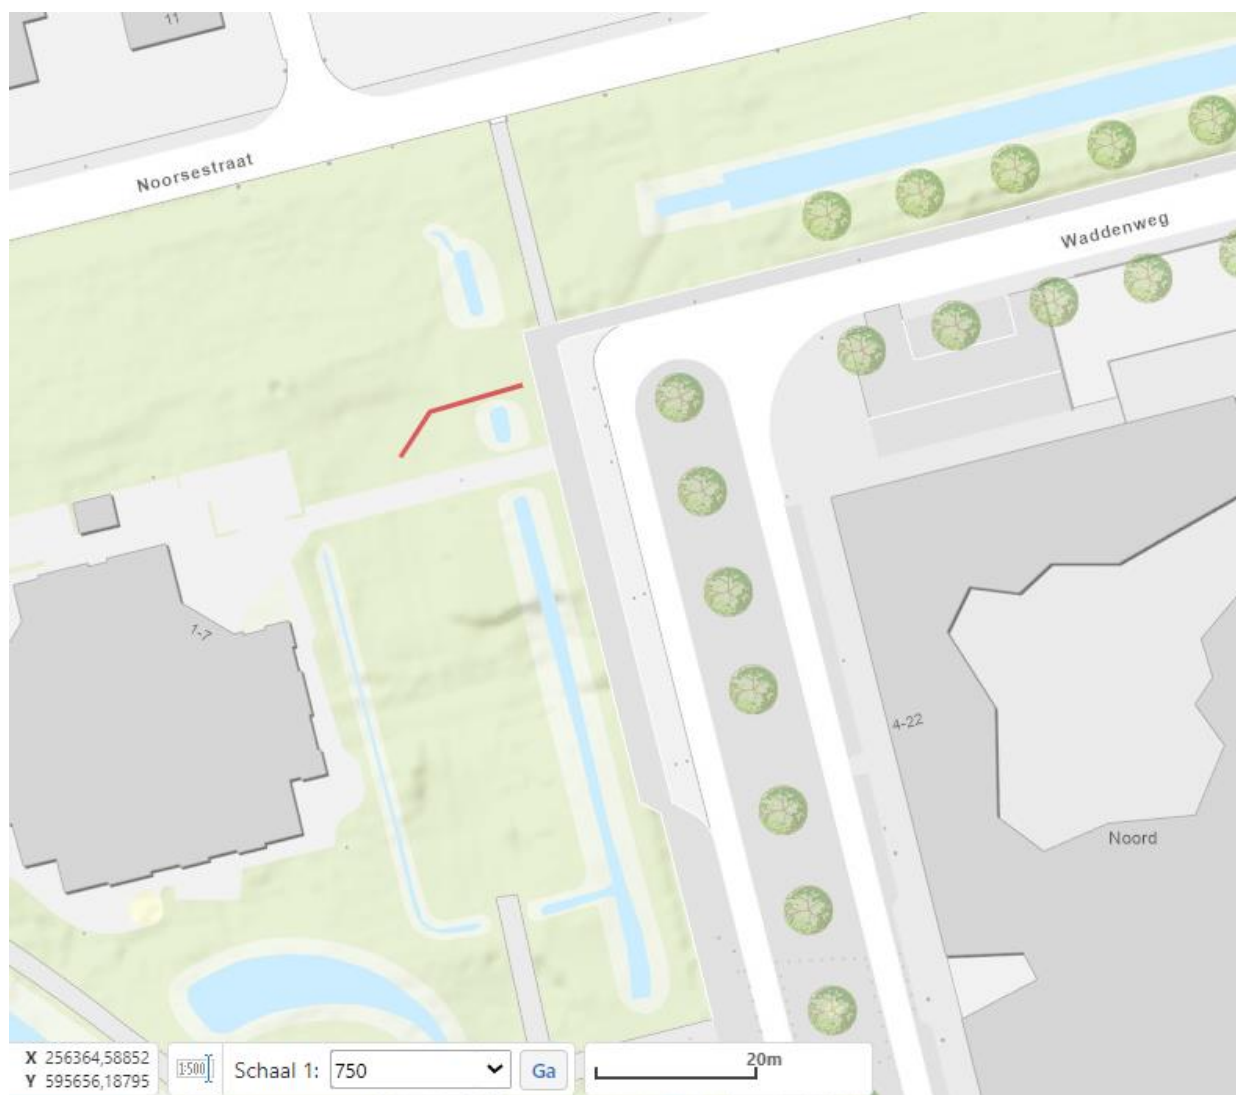 11
Noorsestraat
Waddenweg
1-7
4-22
Noord
X 256364,58852
Y 595656,18795
1:500
Schaal 1: 750
Ga
20m